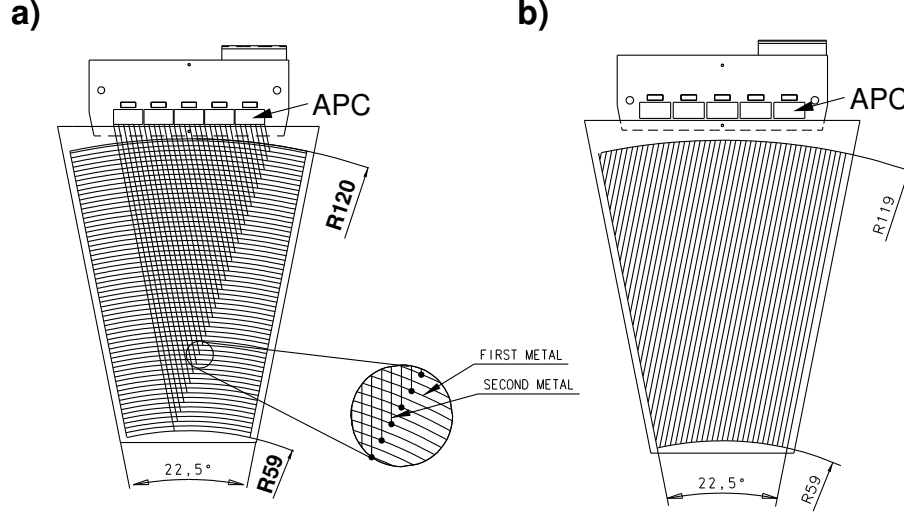 a)
APC
R120
FIRST METAL
SECOND METAL
22,5°
R59
b)
APC
R119
22,5°
R59